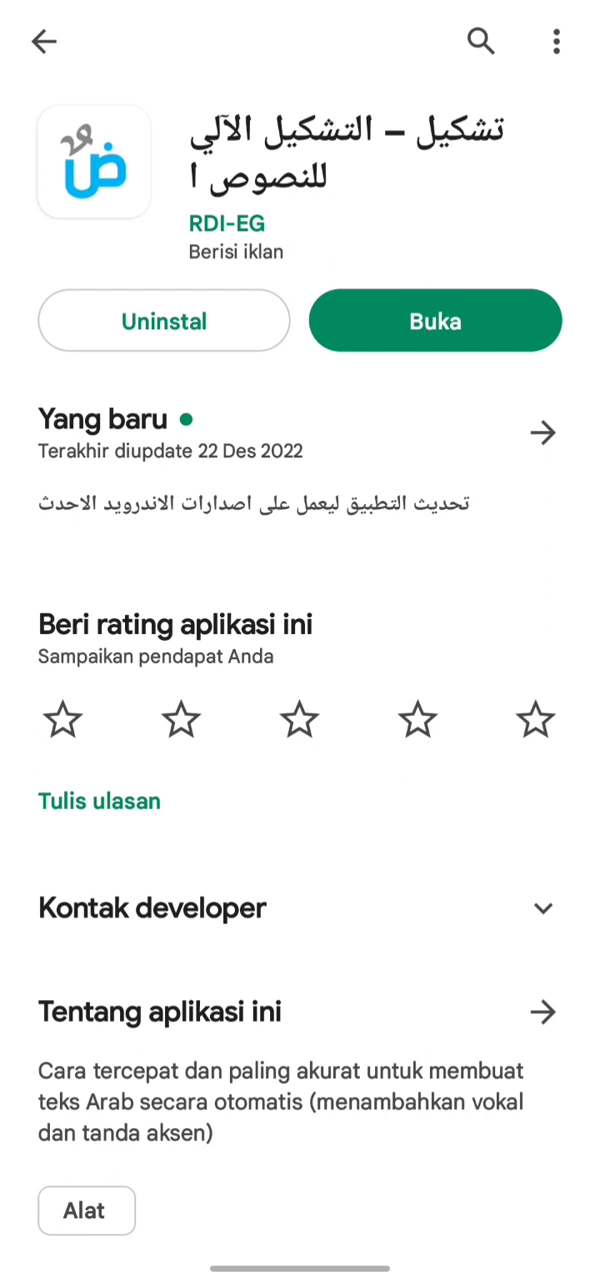 تشكيل – التشكيل الآلي
للنصوص ا
RDI-EG
Berisi iklan
Uninstal
Buka
Yang baru
Terakhir diupdate 22 Des 2022
تحديث التطبيق ليعمل على اصدارات الاندرويد الاحدث
Beri rating aplikasi ini
Sampaikan pendapat Anda
Tulis ulasan
Kontak developer
Tentang aplikasi ini
Cara tercepat dan paling akurat untuk membuat
teks Arab secara otomatis (menambahkan vokal
dan tanda aksen)
Alat